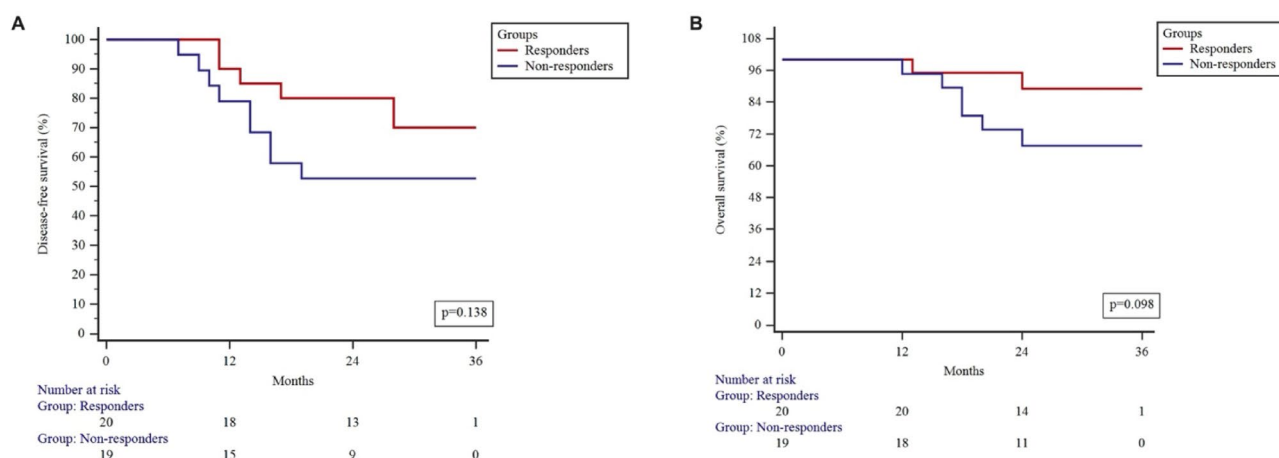 A
Disease-free survival (%)
100
90
80
70
60
50
40
30
20
10
0
Groups
Responders
Non-responders
p=0.138
0 12 24 36
Months
Number at risk
Group: Responders
20 18 13 1
Group: Non-responders
19 15 9 0
B
Overall survival (%)
108
96
84
72
60
48
36
24
12
0
Groups
Responders
Non-responders
p=0.098
0 12 24 36
Months
Number at risk
Group: Responders
20 20 14 1
Group: Non-responders
19 18 11 0